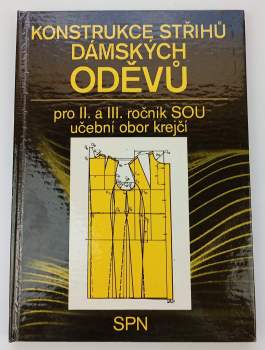 KONSTRUKCE STŘIHŮ
DÁMSKÝCH
ODĚVŮ
pro II. a III. ročník SOU
učební obor krejčí
SPN